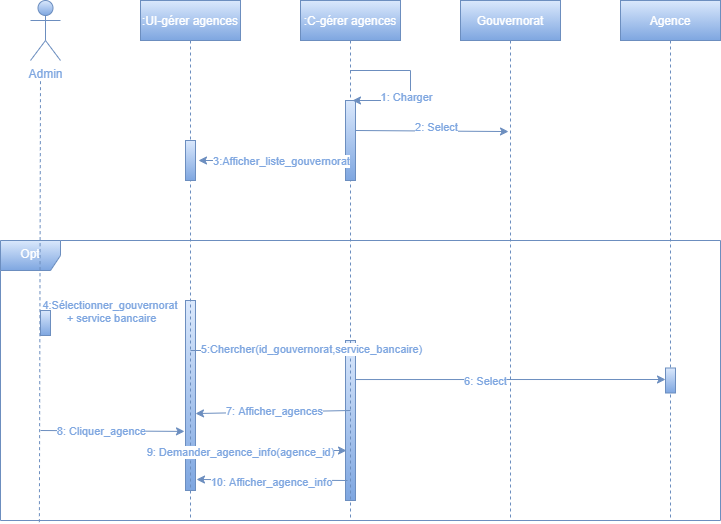 :UI-gérer agences
:C-gérer agences
Gouvernorat
Agence
Admin
1: Charger
2: Select
3:Afficher_liste_gouvernorat
Opt
4:Sélectionner_gouvernorat
+ service bancaire
5:Chercher(id_gouvernorat,service_bancaire)
6: Select
7: Afficher_agences
8: Cliquer_agence
9: Demander_agence_info(agence_id)
10: Afficher_agence_info